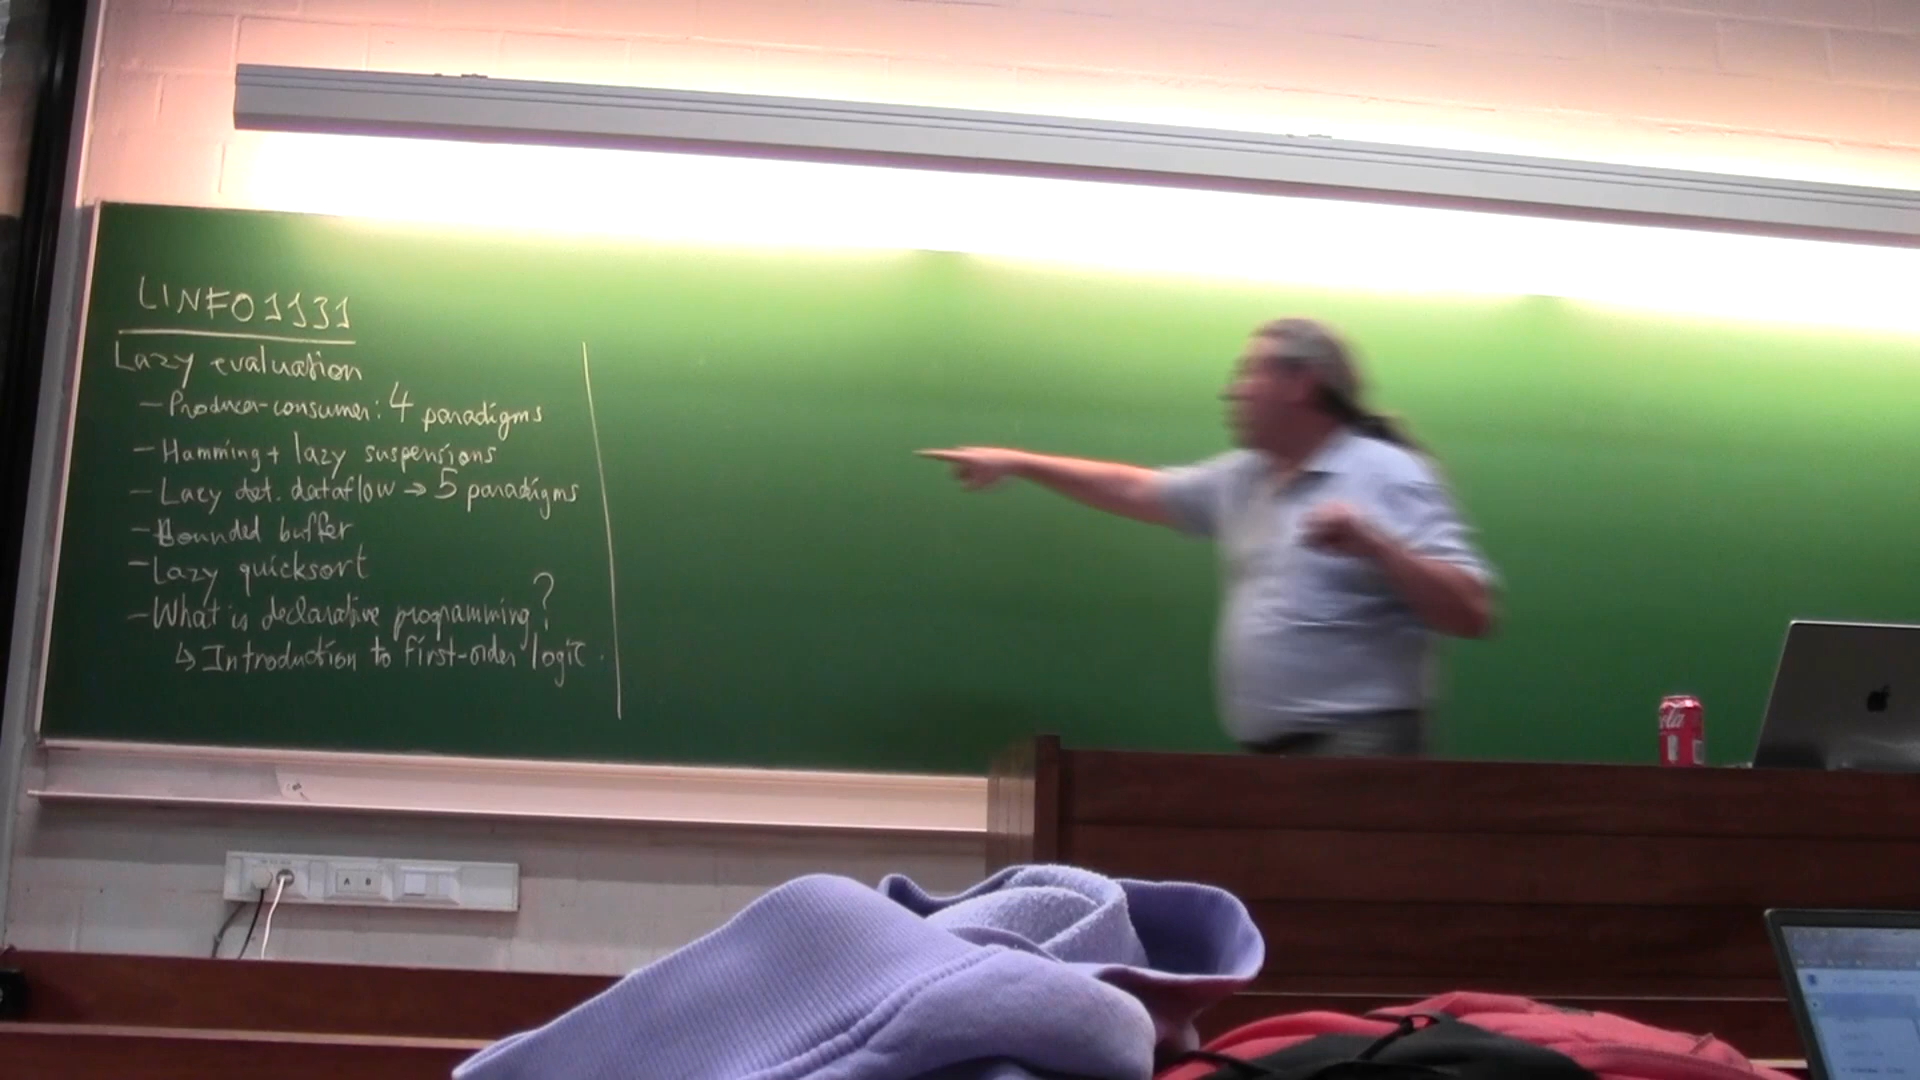 LINFO1131
Lazy evaluation
- Producer-consumer: 4 paradigms
- Hamming + lazy suspensions
- Lazy det. dataflow → 5 paradigms
- Bounded buffer
- Lazy quicksort
- What is declarative programming?
↳ Introduction to first-order logic.
A B